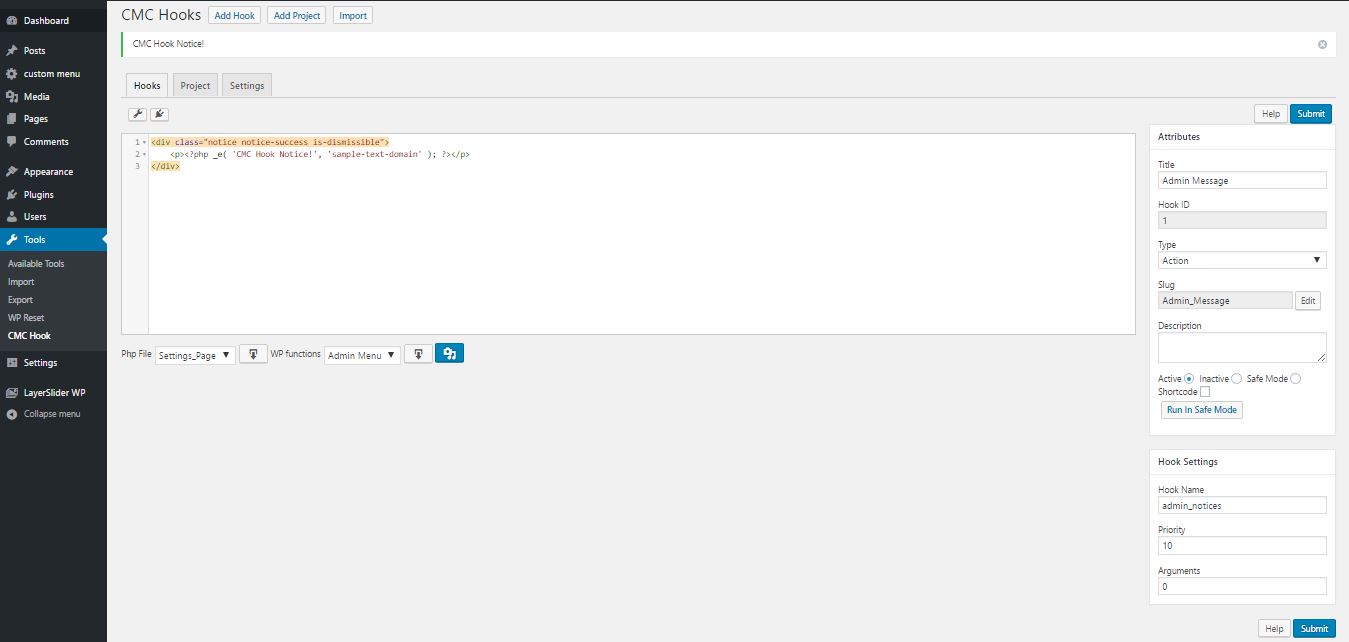 Dashboard
Posts
custom menu
Media
Pages
Comments
Appearance
Plugins
Users
Tools
Available Tools
Import
Export
WP Reset
CMC Hook
Settings
LayerSlider WP
Collapse menu
CMC Hooks Add Hook Add Project Import
CMC Hook Notice!
Hooks Project Settings
Help Submit
1 <div class="notice notice-success is-dismissible">
2 <p><?php _e( 'CMC Hook Notice!', 'sample-text-domain' ); ?></p>
3 </div>
Php File Settings_Page WP functions Admin Menu
Attributes
Title
Admin Message
Hook ID
1
Type
Action
Slug
Admin_Message Edit
Description
Active Inactive Safe Mode
Shortcode
Run In Safe Mode
Hook Settings
Hook Name
admin_notices
Priority
10
Arguments
0
Help Submit